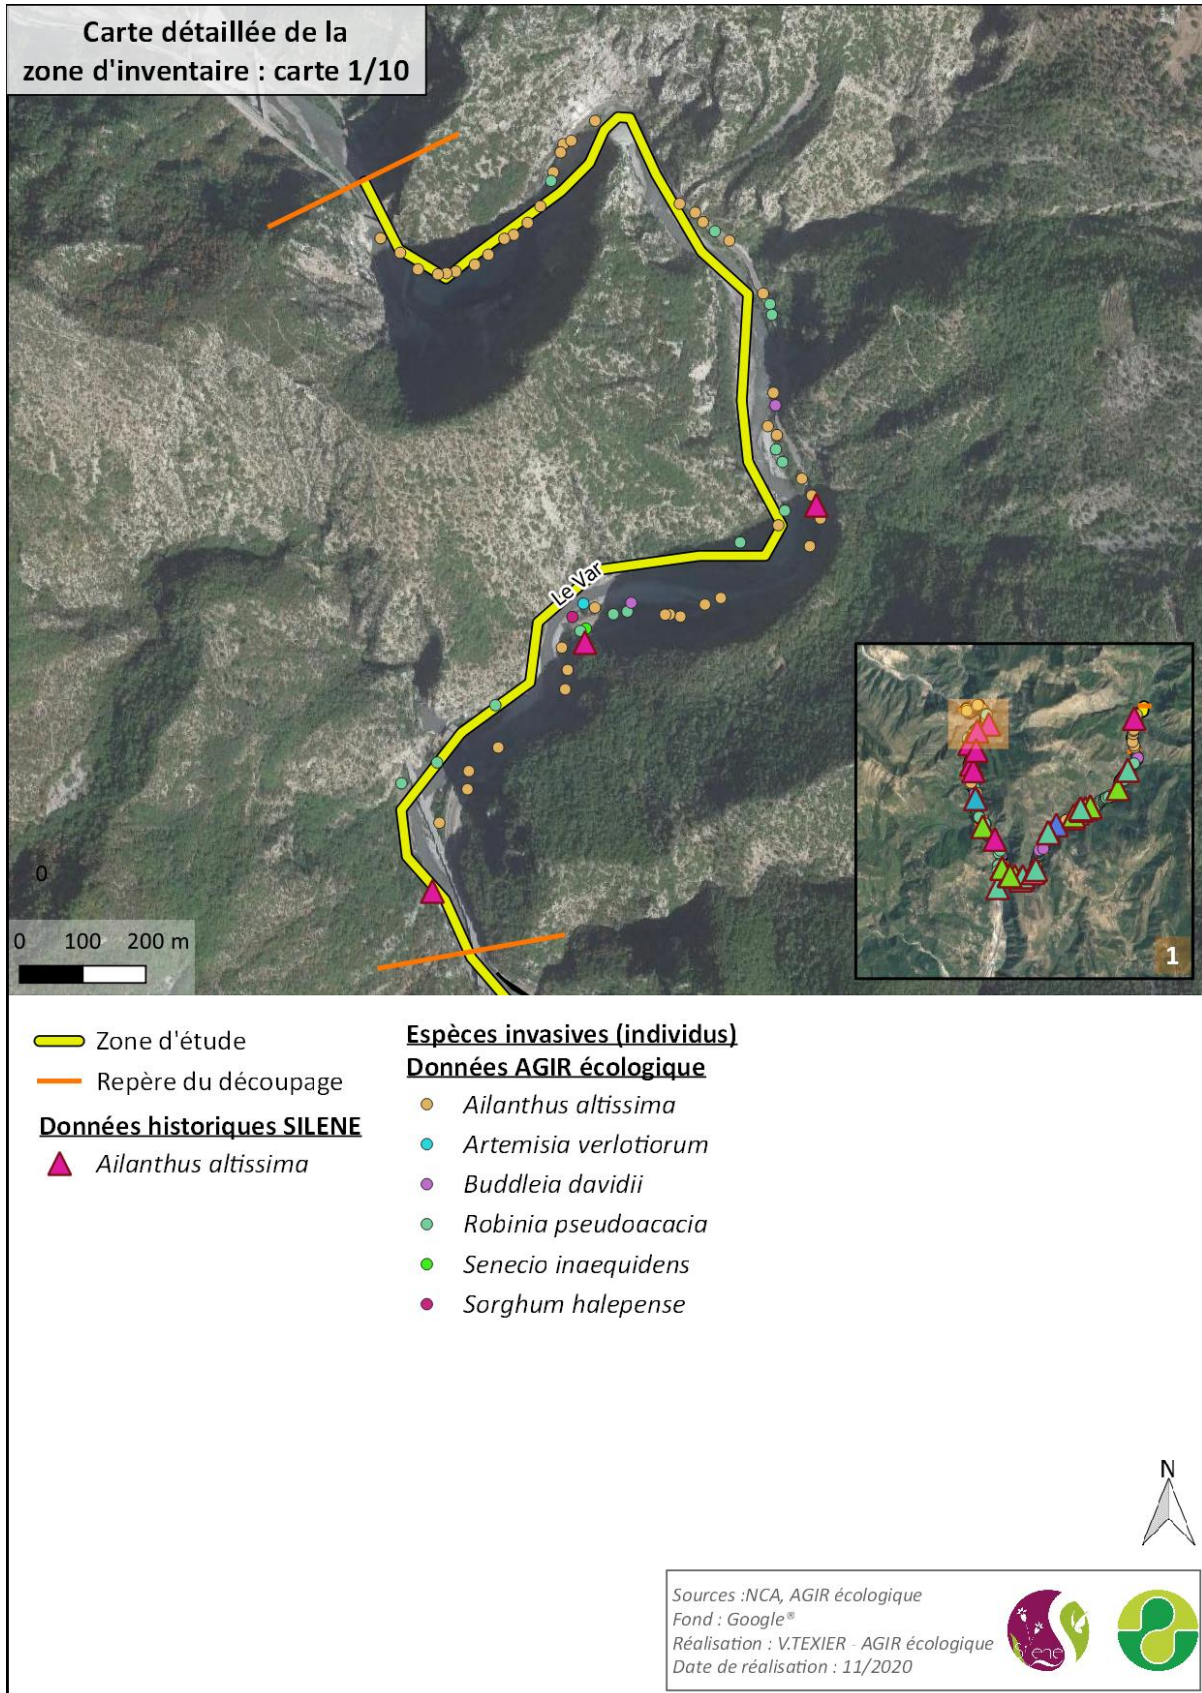 Carte détaillée de la
zone d'inventaire : carte 1/10
Le Var
0
0 100 200 m
1
Zone d'étude
Repère du découpage
Données historiques SILENE
Ailanthus altissima
Espèces invasives (individus)
Données AGIR écologique
Ailanthus altissima
Artemisia verlotiorum
Buddleia davidii
Robinia pseudoacacia
Senecio inaequidens
Sorghum halepense
N
Sources :NCA, AGIR écologique
Fond : Google®
Réalisation : V.TEXIER - AGIR écologique
Date de réalisation : 11/2020